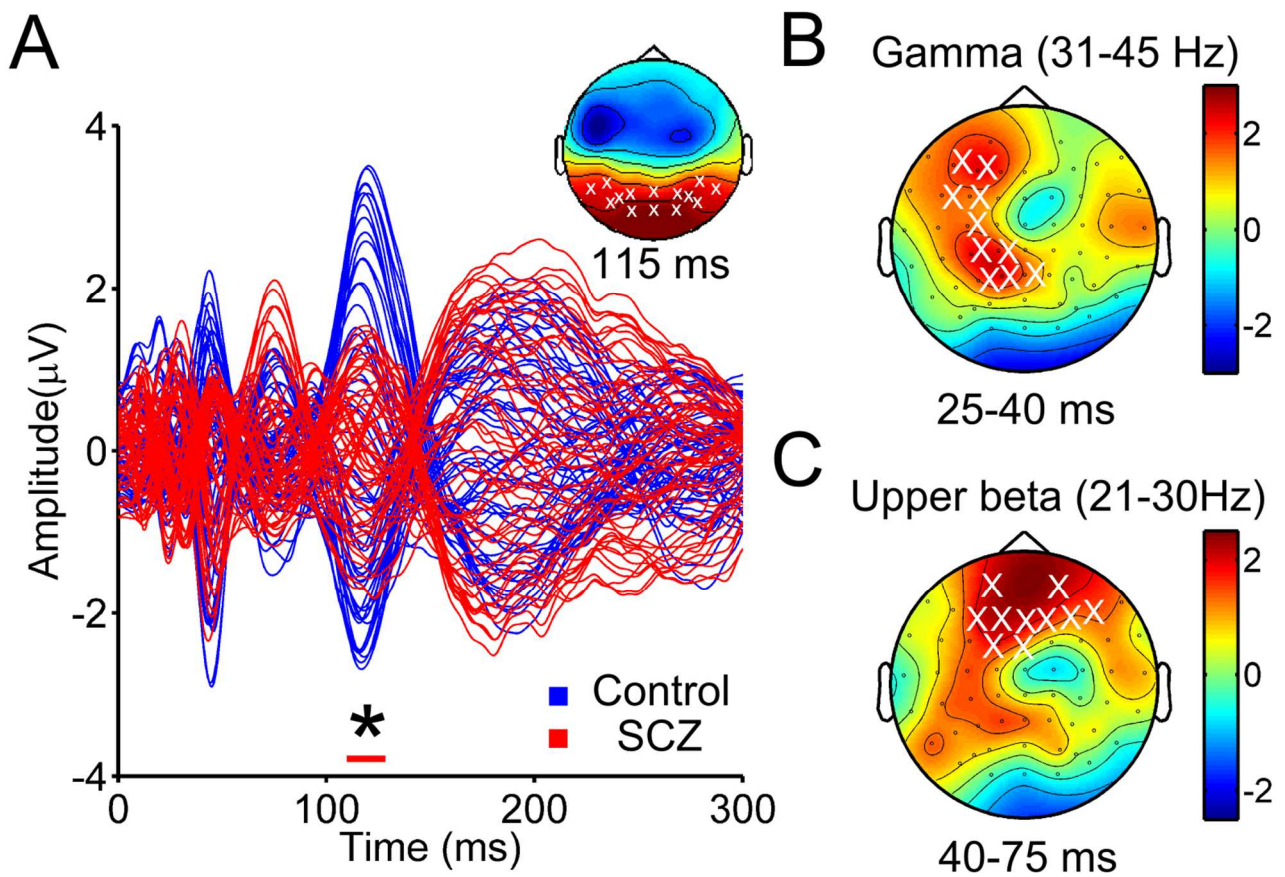 A
4
2
0
-2
-4
Amplitude(μV)
0
100
200
300
Time (ms)
115 ms
*
Control
SCZ
X X X X X X X X X X X X X X
B
Gamma (31-45 Hz)
2
0
-2
X X
X X
X
X X
X X X
25-40 ms
C
Upper beta (21-30Hz)
2
0
-2
X X
X X X X X X
X X
40-75 ms